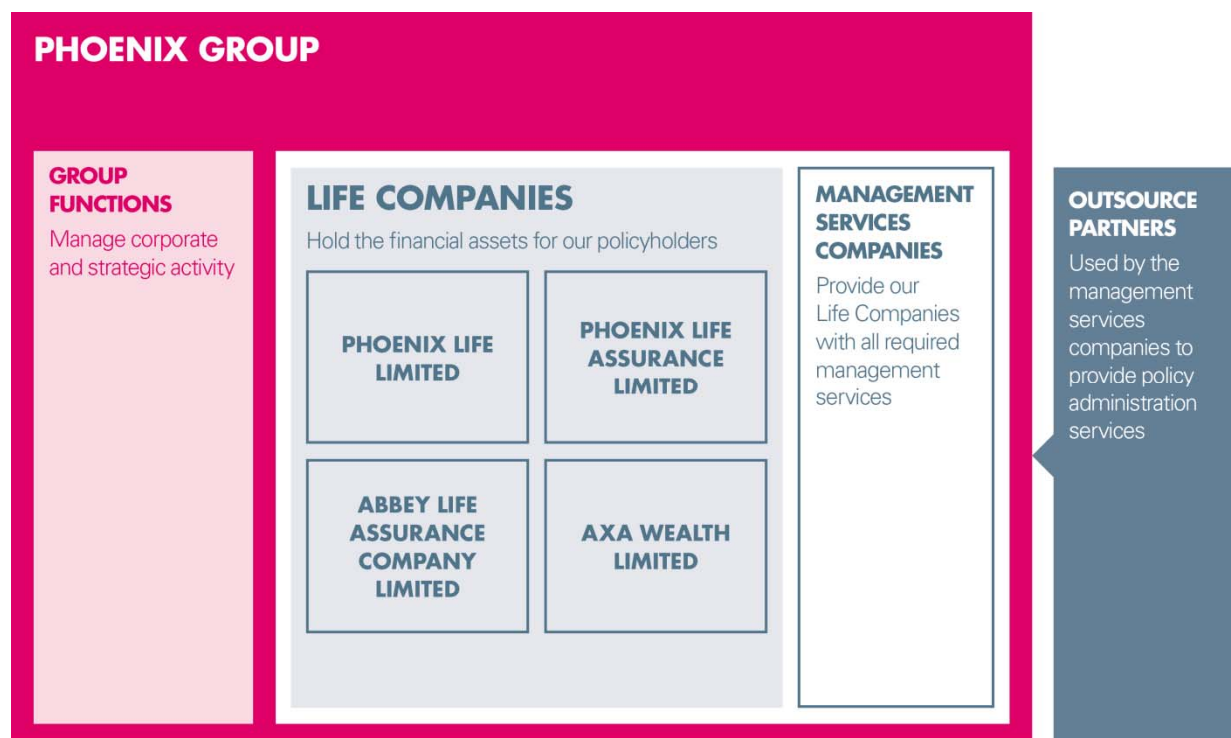 PHOENIX GROUP
GROUP
FUNCTIONS
Manage corporate
and strategic activity
LIFE COMPANIES
Hold the financial assets for our policyholders
PHOENIX LIFE
LIMITED
PHOENIX LIFE
ASSURANCE
LIMITED
ABBEY LIFE
ASSURANCE
COMPANY
LIMITED
AXA WEALTH
LIMITED
MANAGEMENT
SERVICES
COMPANIES
Provide our
Life Companies
with all required
management
services
OUTSOURCE
PARTNERS
Used by the
management
services
companies to
provide policy
administration
services